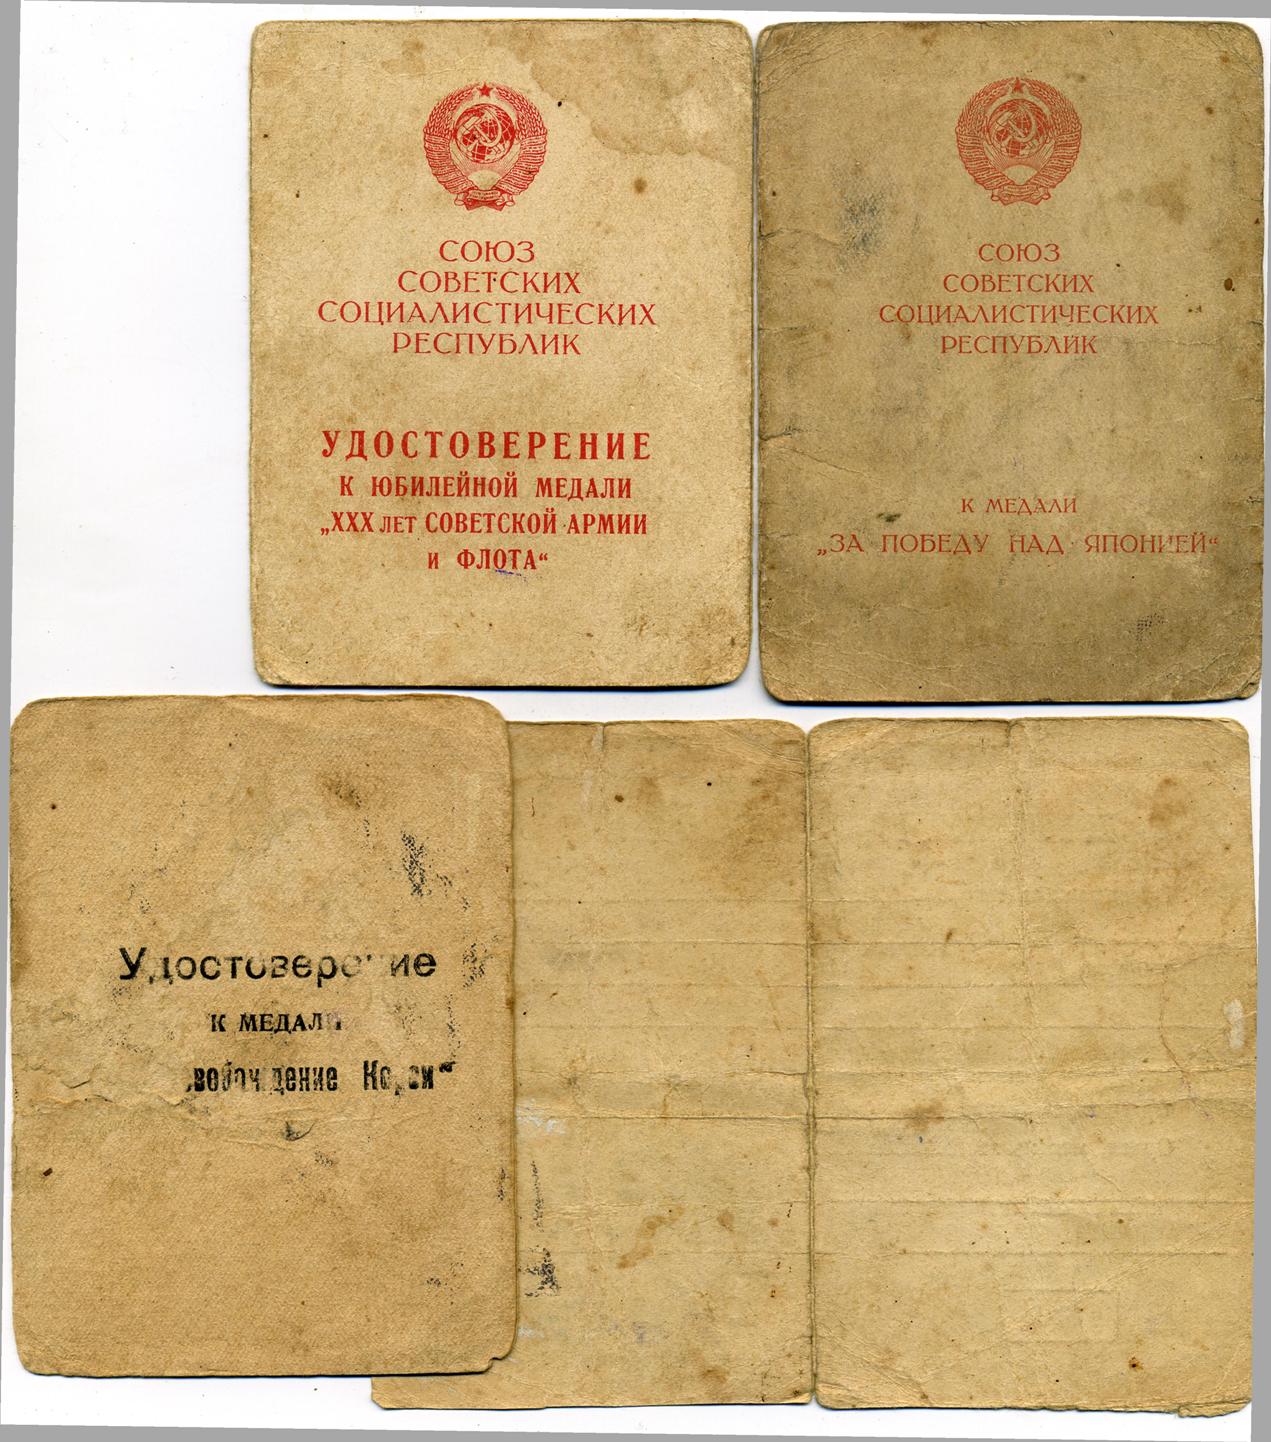 СОЮЗ
СОВЕТСКИХ
СОЦИАЛИСТИЧЕСКИХ
РЕСПУБЛИК
УДОСТОВЕРЕНИЕ
К ЮБИЛЕЙНОЙ МЕДАЛИ
„XXX ЛЕТ СОВЕТСКОЙ АРМИИ
И ФЛОТА“
СОЮЗ
СОВЕТСКИХ
СОЦИАЛИСТИЧЕСКИХ
РЕСПУБЛИК
К МЕДАЛИ
„ЗА ПОБЕДУ НАД ЯПОНИЕЙ“
Удостоверение
К МЕДАЛИ
Кореи“